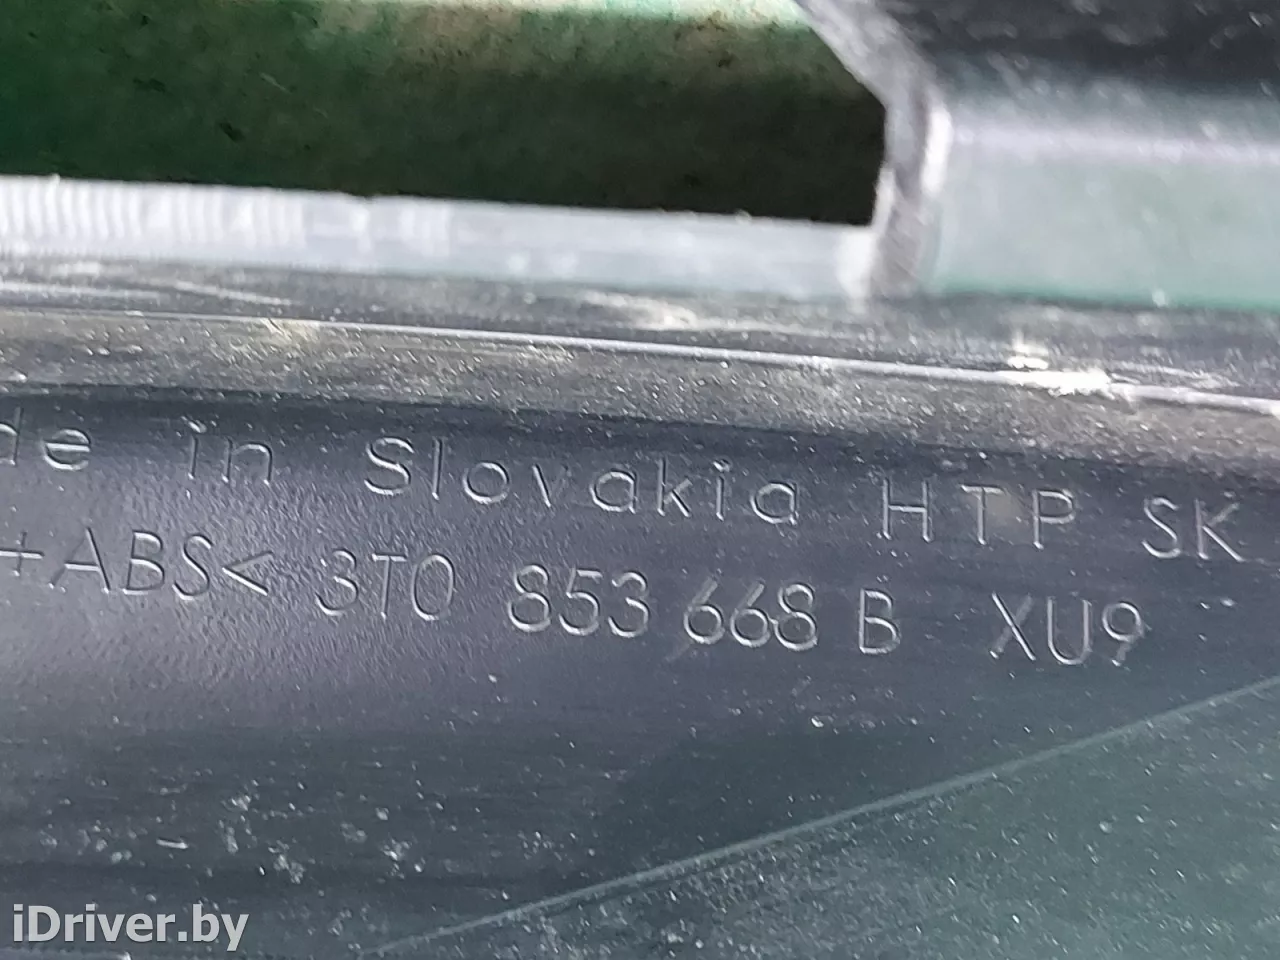 de in Slovakia HTP SK
+ABS< 3T0 853 668 B XU9
iDriver.by